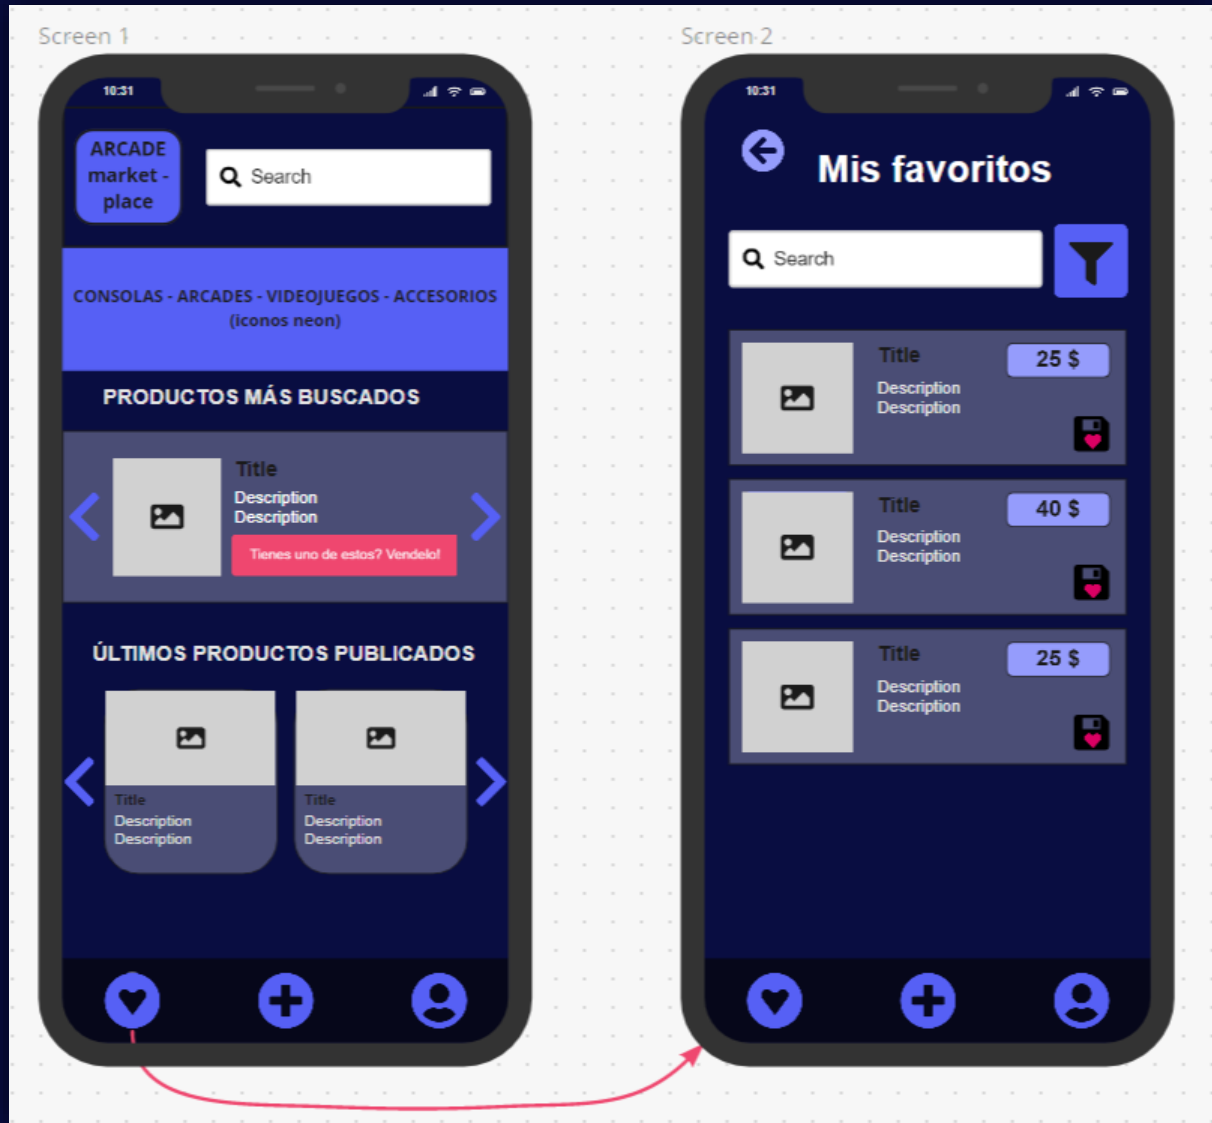 Screen 1
10:31
ARCADE
market -
place
Search
CONSOLAS - ARCADES - VIDEOJUEGOS - ACCESORIOS
(iconos neon)
PRODUCTOS MÁS BUSCADOS
Title
Description
Description
Tienes uno de estos? Vendelo!
ÚLTIMOS PRODUCTOS PUBLICADOS
Title
Description
Description
Title
Description
Description
Screen 2
10:31
Mis favoritos
Search
Title
25 $
Description
Description
Title
40 $
Description
Description
Title
25 $
Description
Description